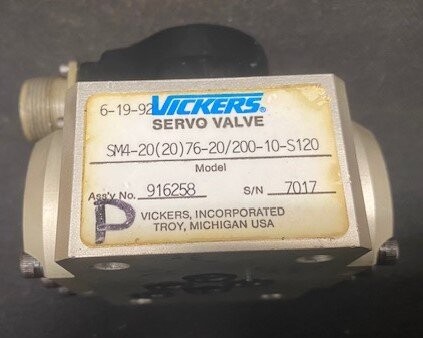 6-19-92 VICKERS®
SERVO VALVE
SM4-20(20)76-20/200-10-S120
Model
Ass'y No. 916258 S/N 7017
P VICKERS, INCORPORATED
TROY, MICHIGAN USA